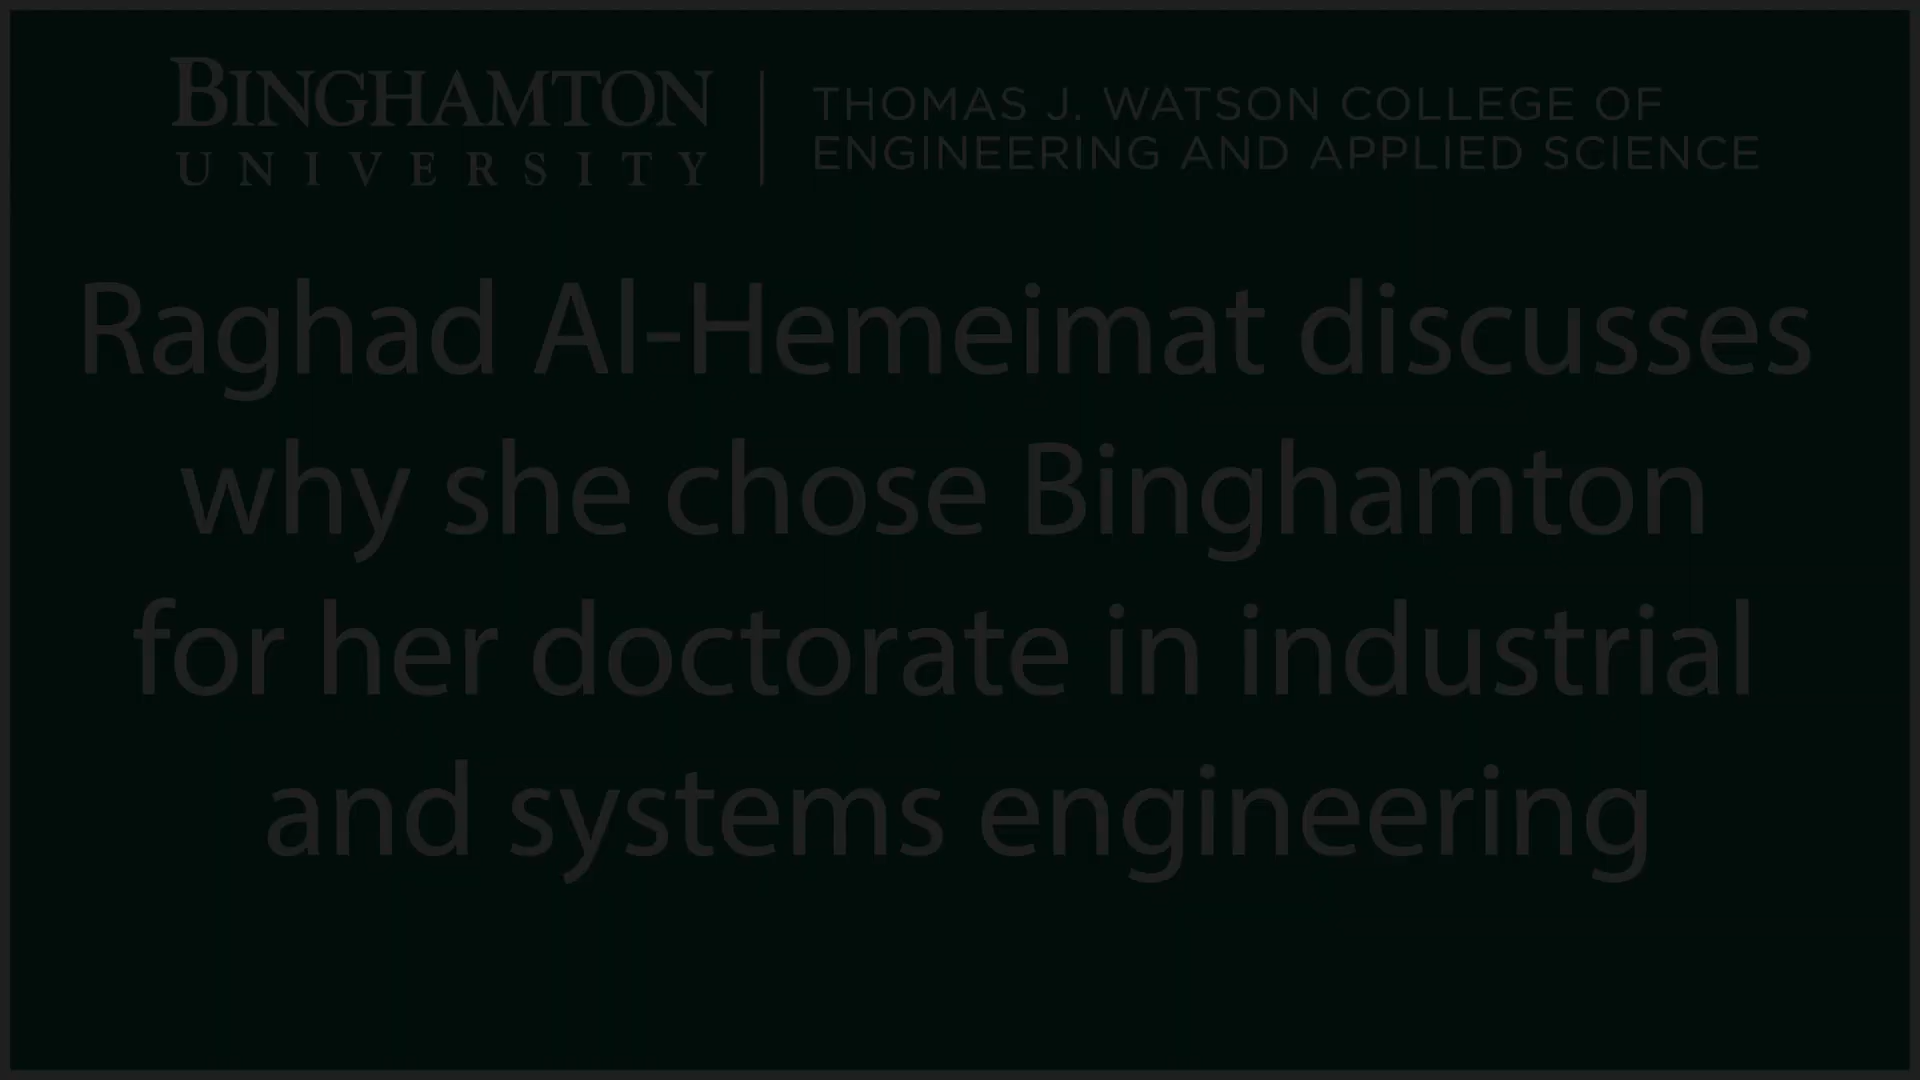 BINGHAMTON
UNIVERSITY
THOMAS J. WATSON COLLEGE OF
ENGINEERING AND APPLIED SCIENCE
Raghad Al-Hemeimat discusses
why she chose Binghamton
for her doctorate in industrial
and systems engineering